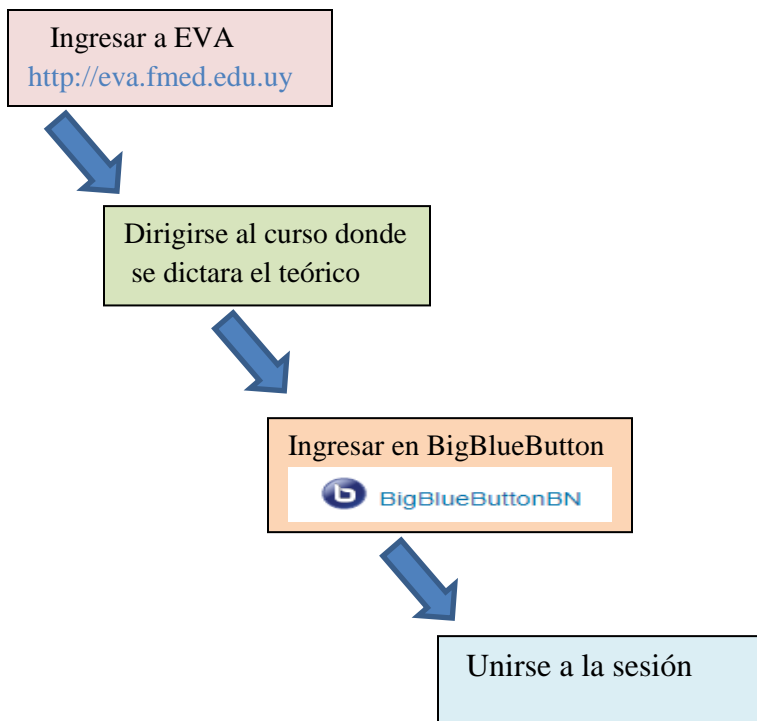 Ingresar a EVA
http://eva.fmed.edu.uy
Dirigirse al curso donde
se dictara el teórico
Ingresar en BigBlueButton
b BigBlueButtonBN
Unirse a la sesión